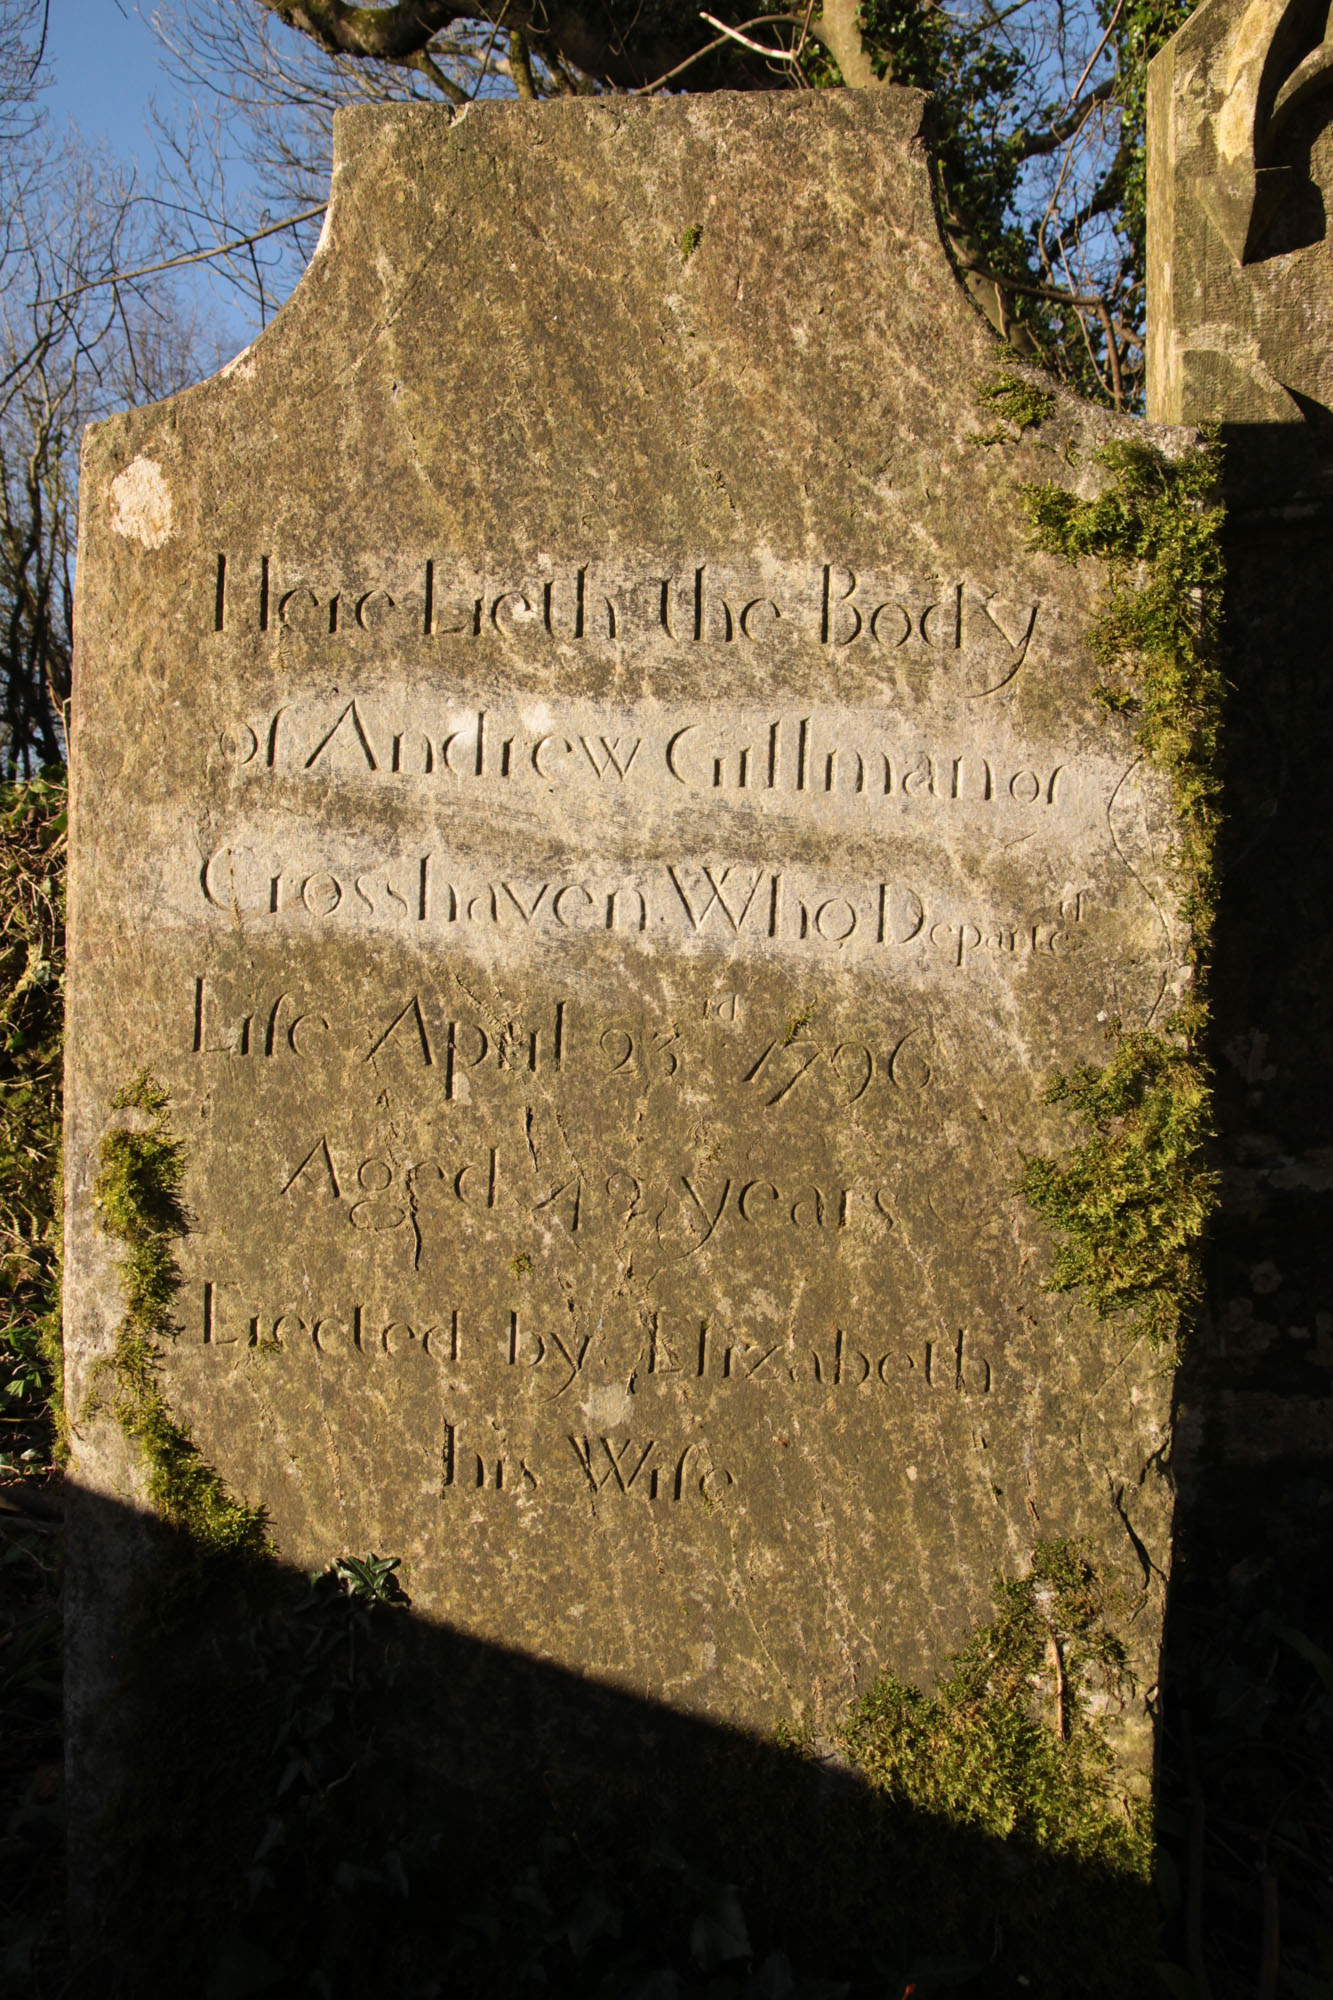 Here Lieth the Body
of Andrew Gillman of
Crosshaven Who Departed
Life April 23rd 1796
Aged 42 years &
Erected by Elizabeth
his Wife